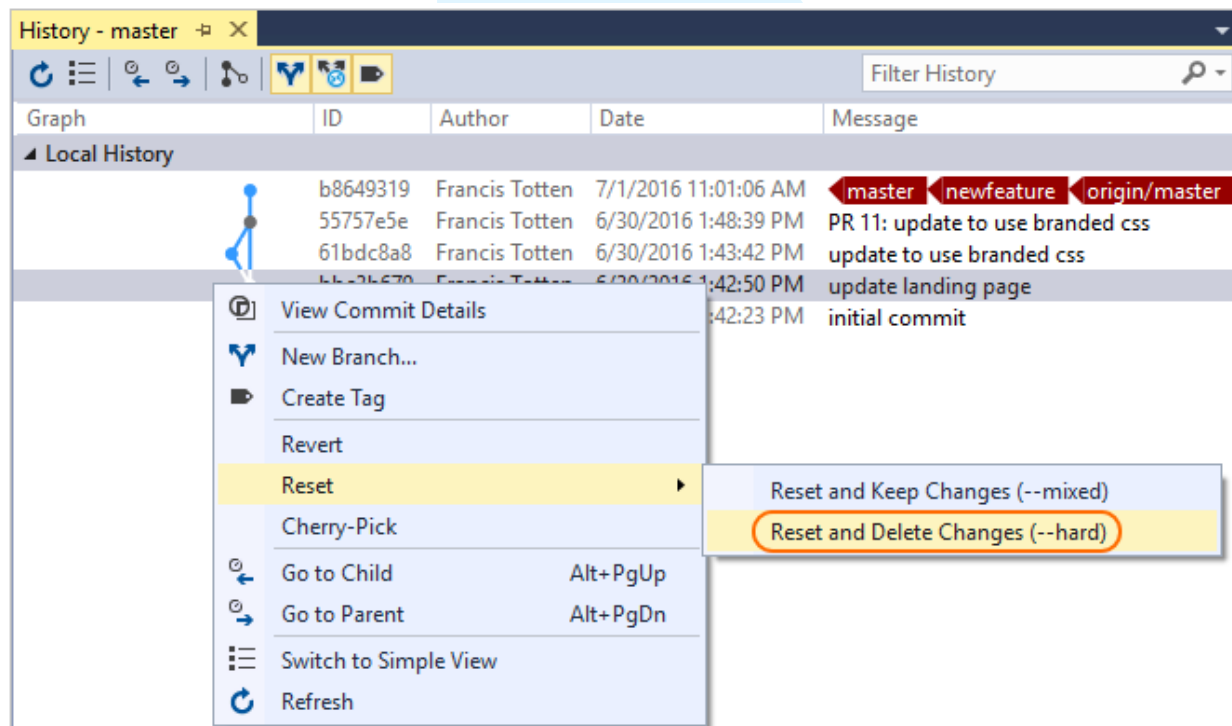 History - master
Filter History
Graph ID Author Date Message
Local History
b8649319 Francis Totten 7/1/2016 11:01:06 AM master newfeature origin/master
55757e5e Francis Totten 6/30/2016 1:48:39 PM PR 11: update to use branded css
61bdc8a8 Francis Totten 6/30/2016 1:43:42 PM update to use branded css
Francis Totten :42:50 PM update landing page
:42:23 PM initial commit
View Commit Details
New Branch...
Create Tag
Revert
Reset
Reset and Keep Changes (--mixed)
Cherry-Pick
Reset and Delete Changes (--hard)
Go to Child Alt+PgUp
Go to Parent Alt+PgDn
Switch to Simple View
Refresh